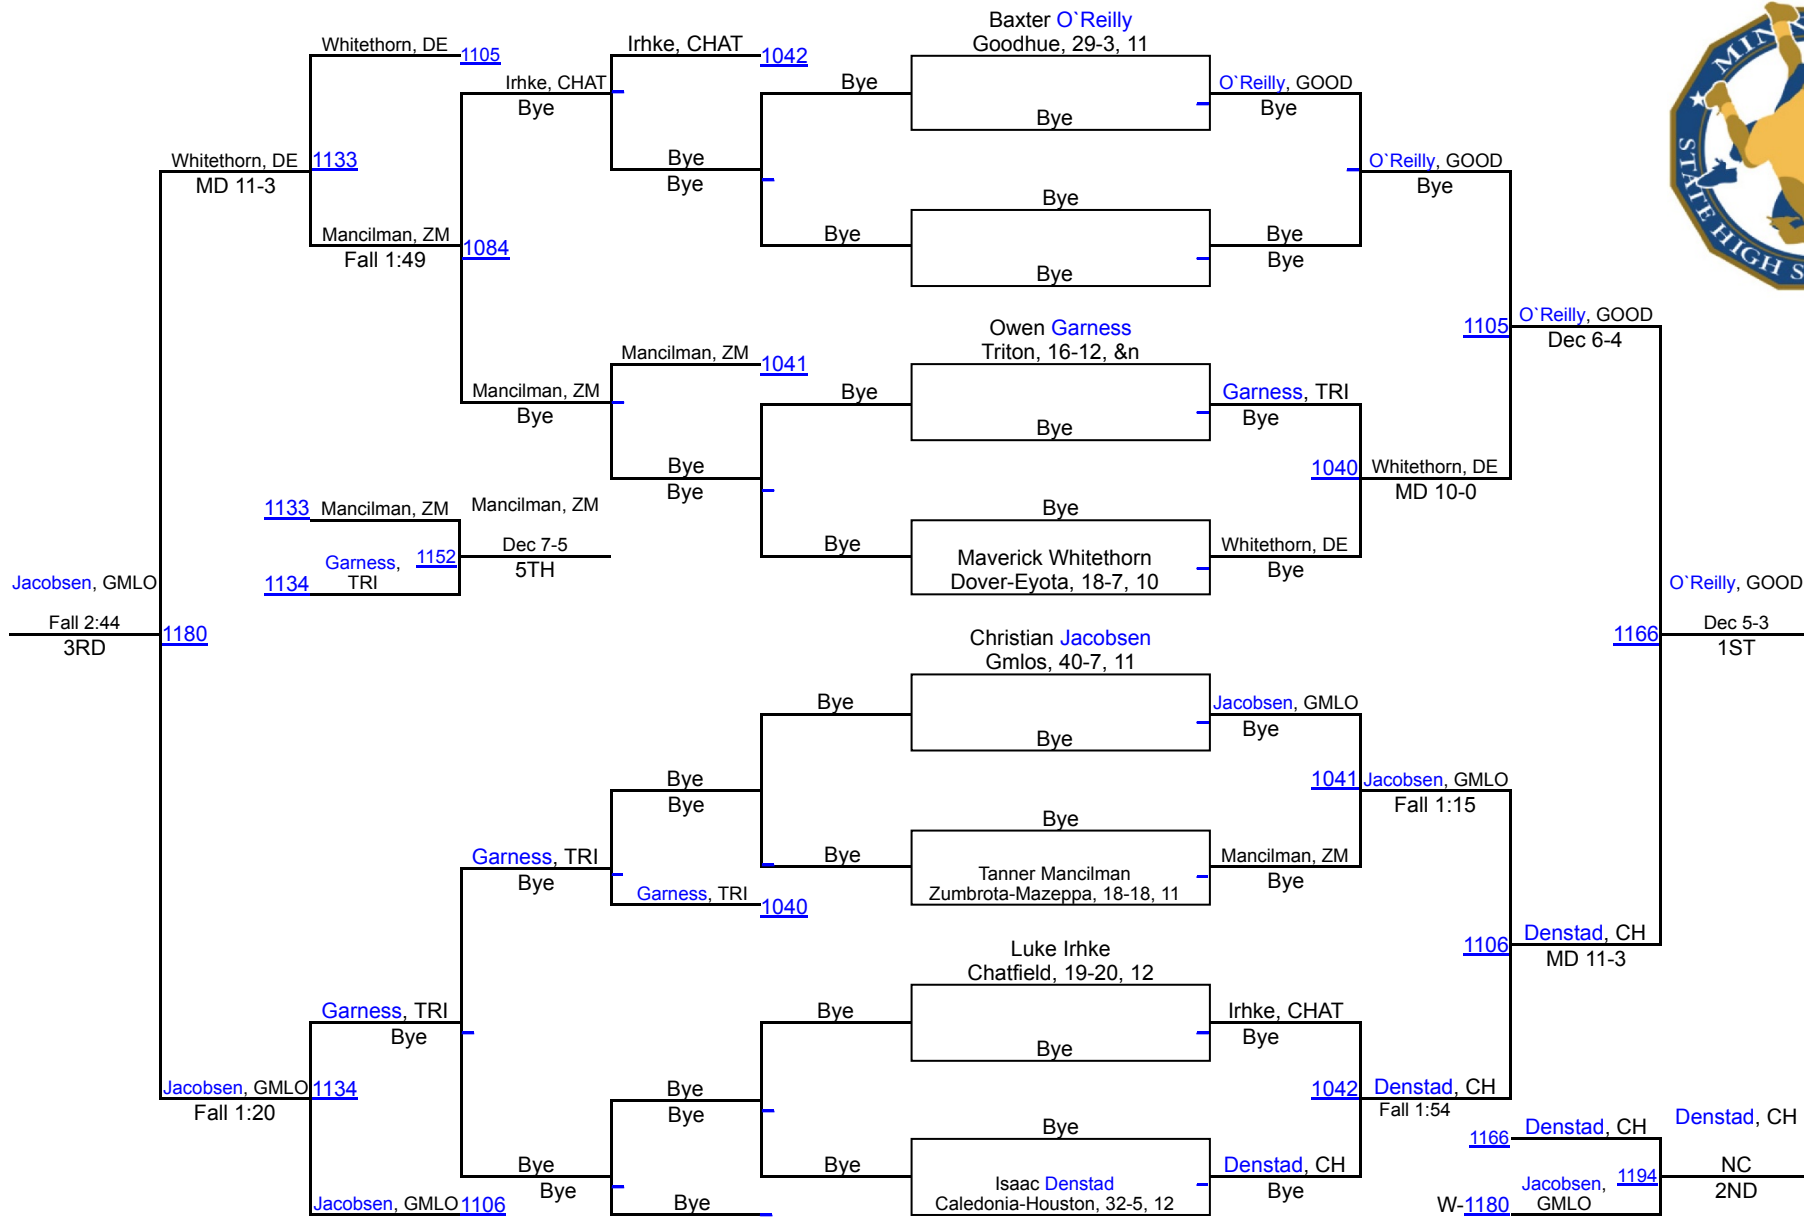 Baxter O`Reilly
Goodhue, 29-3, 11
MINN
STATE HIGH S
Whitethorn, DE
1105
Irhke, CHAT
1042
Irhke, CHAT
Bye
Bye
O`Reilly, GOOD
Bye
Bye
Whitethorn, DE
1133
MD 11-3
Bye
Bye
O`Reilly, GOOD
Bye
Bye
Mancilman, ZM
1084
Fall 1:49
Bye
Bye
Bye
Bye
Owen Garness
Triton, 16-12, &n
1105
O`Reilly, GOOD
Dec 6-4
Mancilman, ZM
1041
Mancilman, ZM
Bye
Bye
Garness, TRI
Bye
Bye
Bye
Bye
1040
Whitethorn, DE
MD 10-0
1133
Mancilman, ZM
Mancilman, ZM
Bye
Garness,
TRI
1152
Dec 7-5
5TH
1134
Bye
Maverick Whitethorn
Dover-Eyota, 18-7, 10
Whitethorn, DE
Bye
Jacobsen, GMLO
Fall 2:44
3RD
1180
O`Reilly, GOOD
1166
Dec 5-3
1ST
Christian Jacobsen
Gmlos, 40-7, 11
Bye
Jacobsen, GMLO
Bye
Bye
Bye
Bye
1041
Jacobsen, GMLO
Fall 1:15
Bye
Garness, TRI
Bye
Bye
Tanner Mancilman
Zumbrota-Mazeppa, 18-18, 11
Mancilman, ZM
Bye
Garness, TRI
1040
1106
Denstad, CH
MD 11-3
Luke Irhke
Chatfield, 19-20, 12
Garness, TRI
Bye
Bye
Irhke, CHAT
Bye
Bye
Jacobsen, GMLO
1134
Fall 1:20
Bye
Bye
1042
Denstad, CH
Fall 1:54
Bye
1166
Denstad, CH
Denstad, CH
Bye
Bye
Bye
Isaac Denstad
Caledonia-Houston, 32-5, 12
Denstad, CH
Bye
Jacobsen,
GMLO
1194
NC
2ND
Jacobsen, GMLO
1106
Bye
W-1180